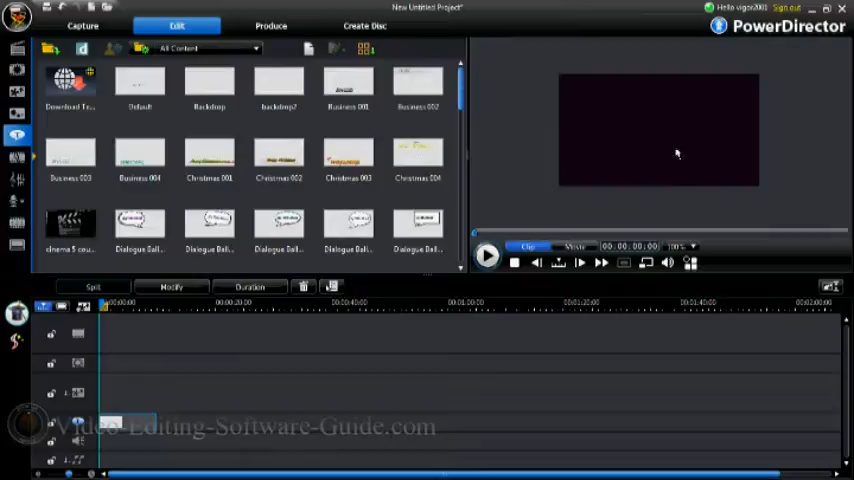 New Untitled Project*
Hello vigor2001 Sign out
Capture Edit Produce Create Disc
PowerDirector
All Content
Download Te... Default Backdrop backdrop2 Business 001 Business 002
Business 003 Business 004 Christmas 001 Christmas 002 Christmas 003 Christmas 004
cinema 5 cou... Dialogue Ball... Dialogue Ball... Dialogue Ball... Dialogue Ball... Dialogue Ball...
Clip Movie 00:00:00:00 100%
Split Modify Duration
00:00:00 00:00:20:00 00:00:40:00 00:01:00:00 00:01:20:00 00:01:40:00 00:02:00:00
Video-Editing-Software-Guide.com